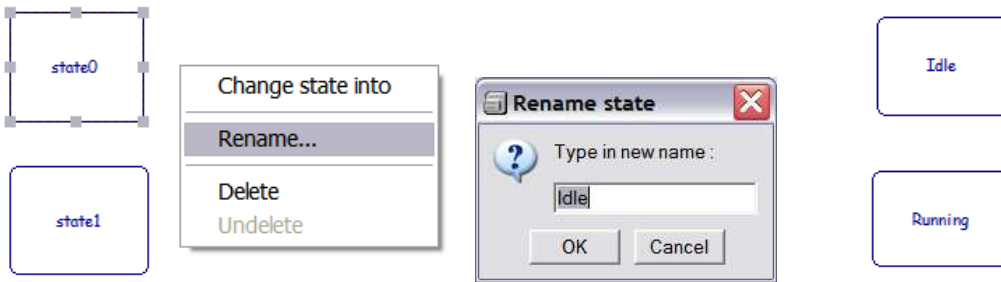 state0
state1
Change state into
Rename...
Delete
Undelete
Rename state
Type in new name :
Idle
OK
Cancel
Idle
Running